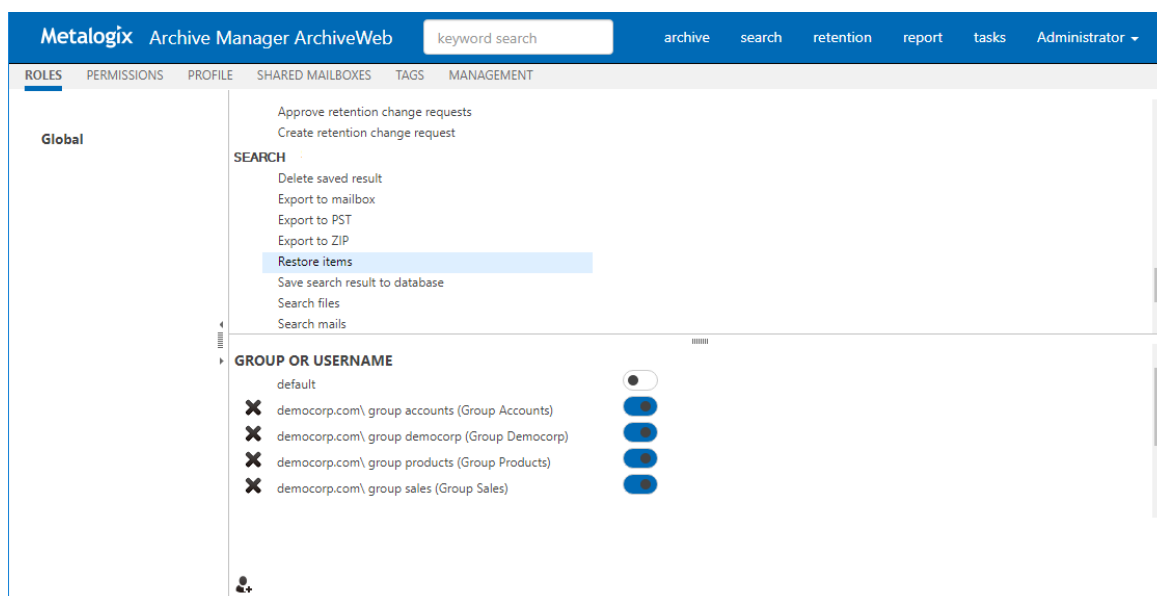 Metalogix Archive Manager ArchiveWeb keyword search archive search retention report tasks Administrator
ROLES PERMISSIONS PROFILE SHARED MAILBOXES TAGS MANAGEMENT
Global
Approve retention change requests
Create retention change request
SEARCH
Delete saved result
Export to mailbox
Export to PST
Export to ZIP
Restore items
Save search result to database
Search files
Search mails
GROUP OR USERNAME
default
democorp.com\ group accounts (Group Accounts)
democorp.com\ group democorp (Group Democorp)
democorp.com\ group products (Group Products)
democorp.com\ group sales (Group Sales)